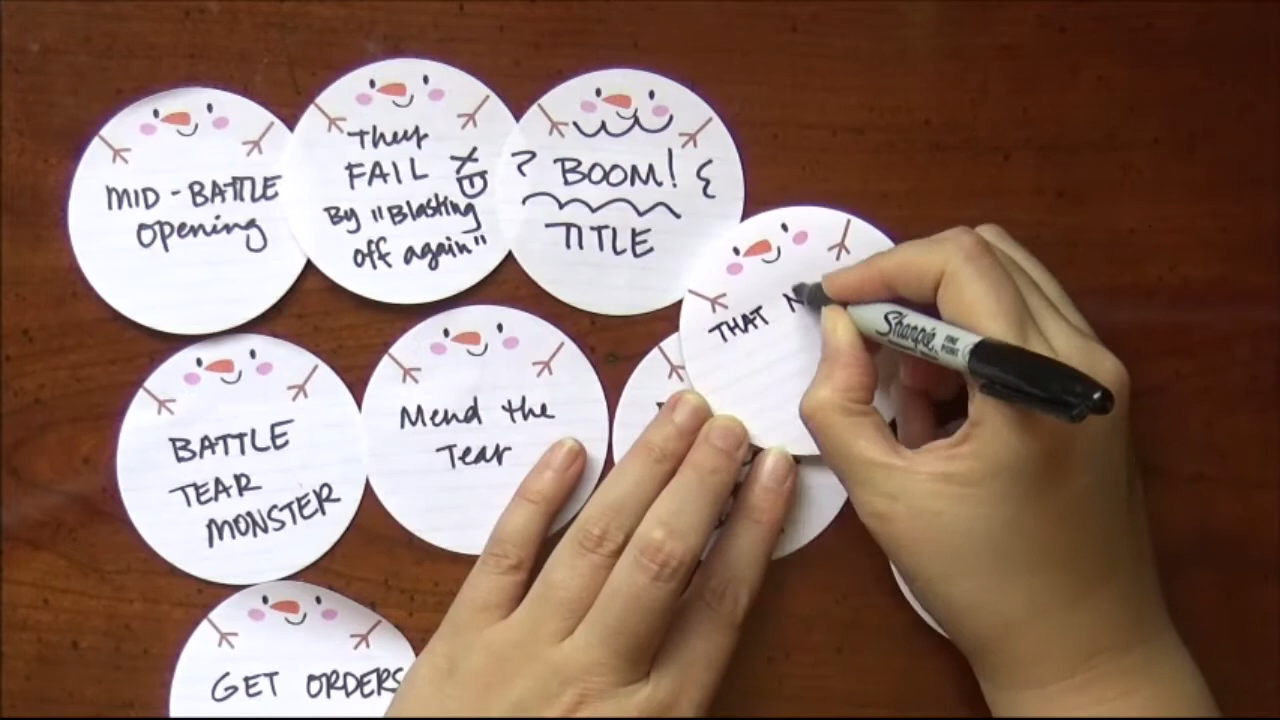 MID-BATTLE
opening
They
FAIL
By "Blasting
off again"
? BOOM! {
TITLE
THAT
Sharpie
FINE
POINT
BATTLE
TEAR
MONSTER
Mend the
Tear
GET ORDERS